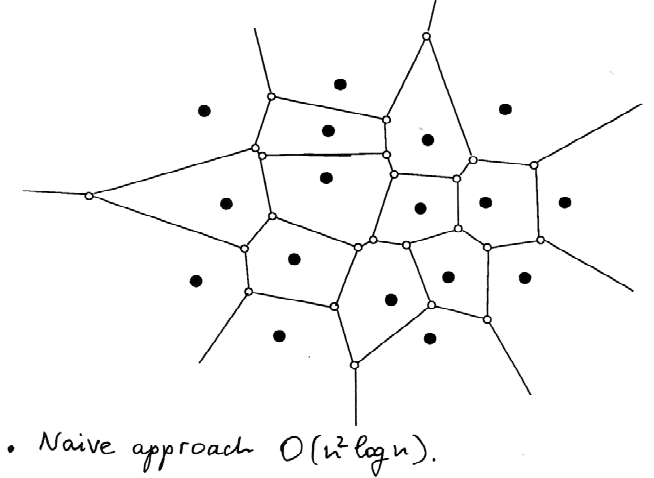 • Naive approach O(n² log n).